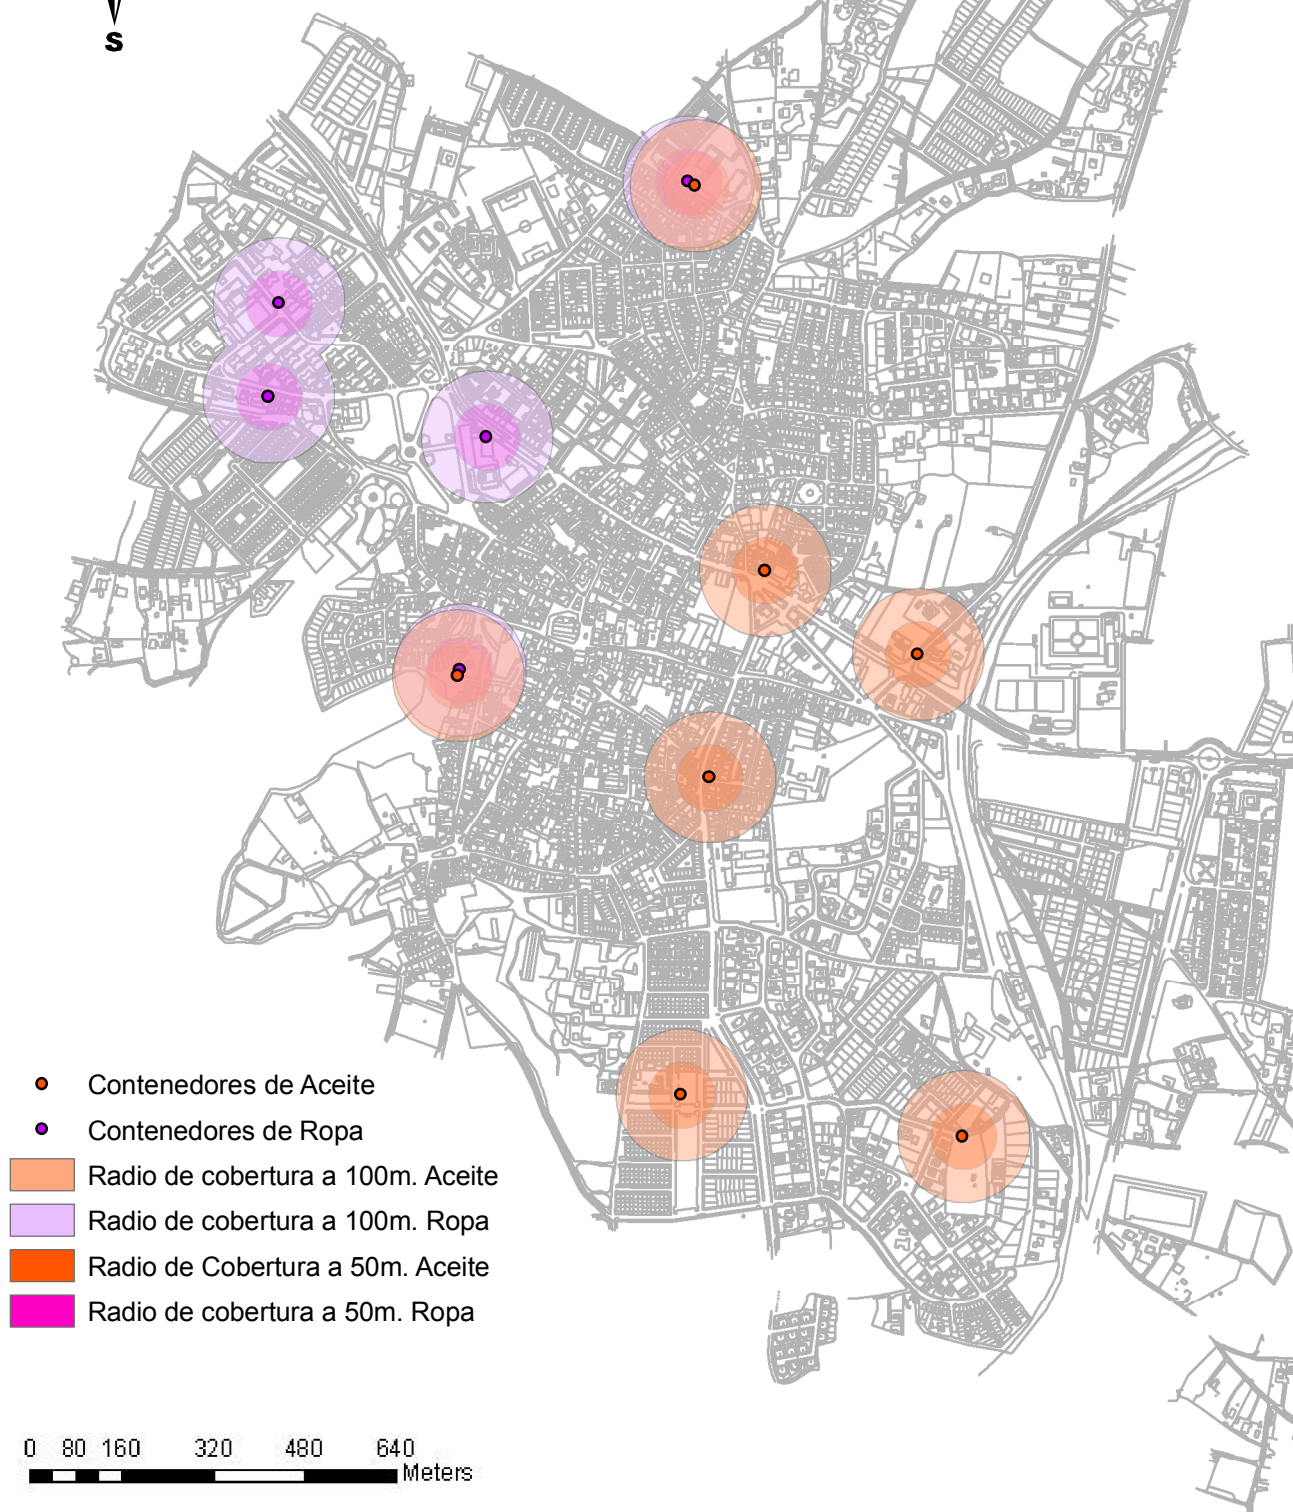 S
Contenedores de Aceite
Contenedores de Ropa
Radio de cobertura a 100m. Aceite
Radio de cobertura a 100m. Ropa
Radio de Cobertura a 50m. Aceite
Radio de cobertura a 50m. Ropa
0 80 160 320 480 640
Meters